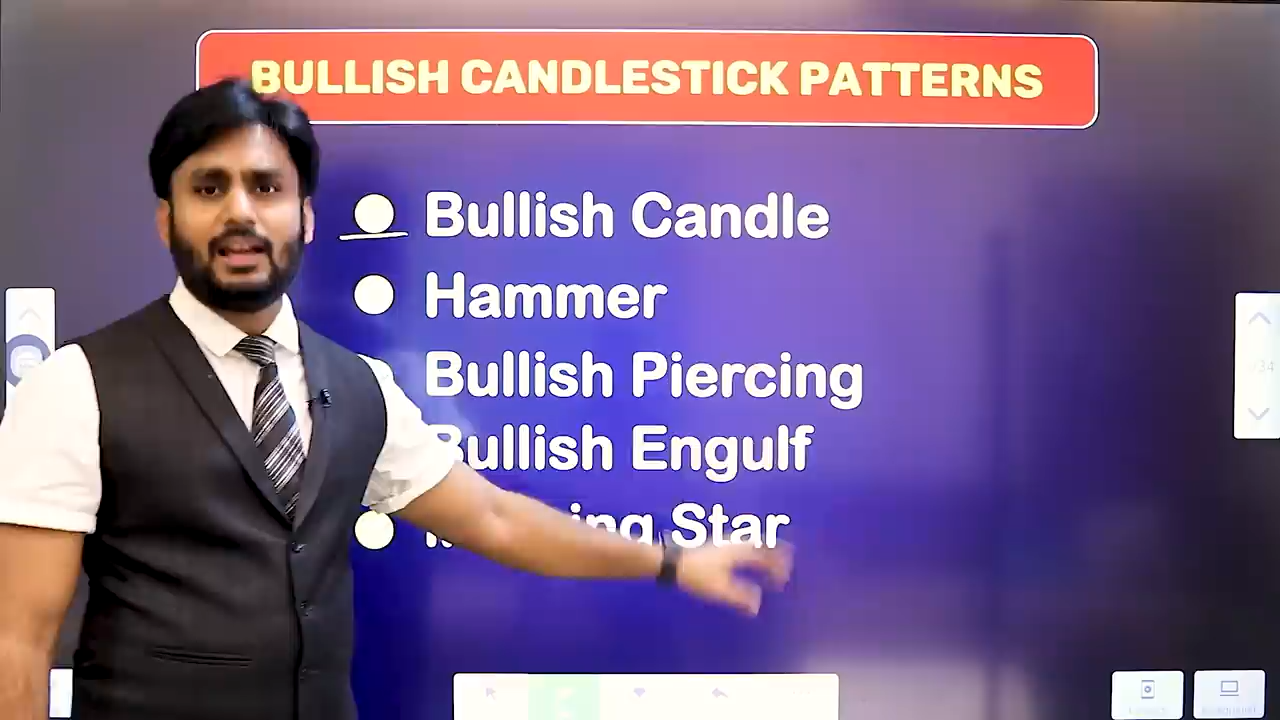 BULLISH CANDLESTICK PATTERNS
Bullish Candle
Hammer
Bullish Piercing
Bullish Engulf
Star